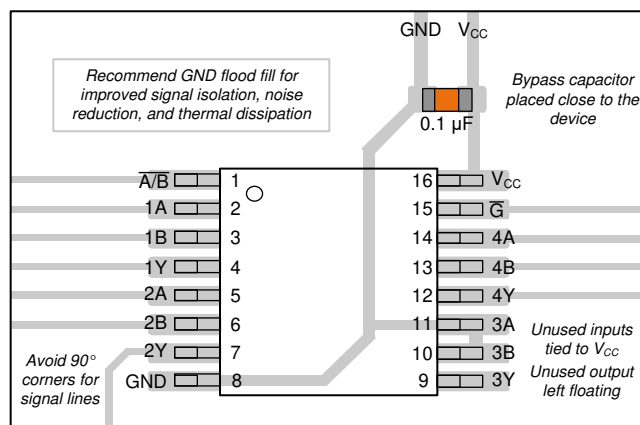 GND VCC
Recommend GND flood fill for
improved signal isolation, noise
reduction, and thermal dissipation
Bypass capacitor
placed close to the
device
0.1 µF
A̅/̅B̅ 1 16 VCC
1A 2 15 G̅
1B 3 14 4A
1Y 4 13 4B
2A 5 12 4Y
2B 6 11 3A
2Y 7 10 3B
GND 8 9 3Y
Unused inputs
tied to VCC
Unused output
left floating
Avoid 90°
corners for
signal lines